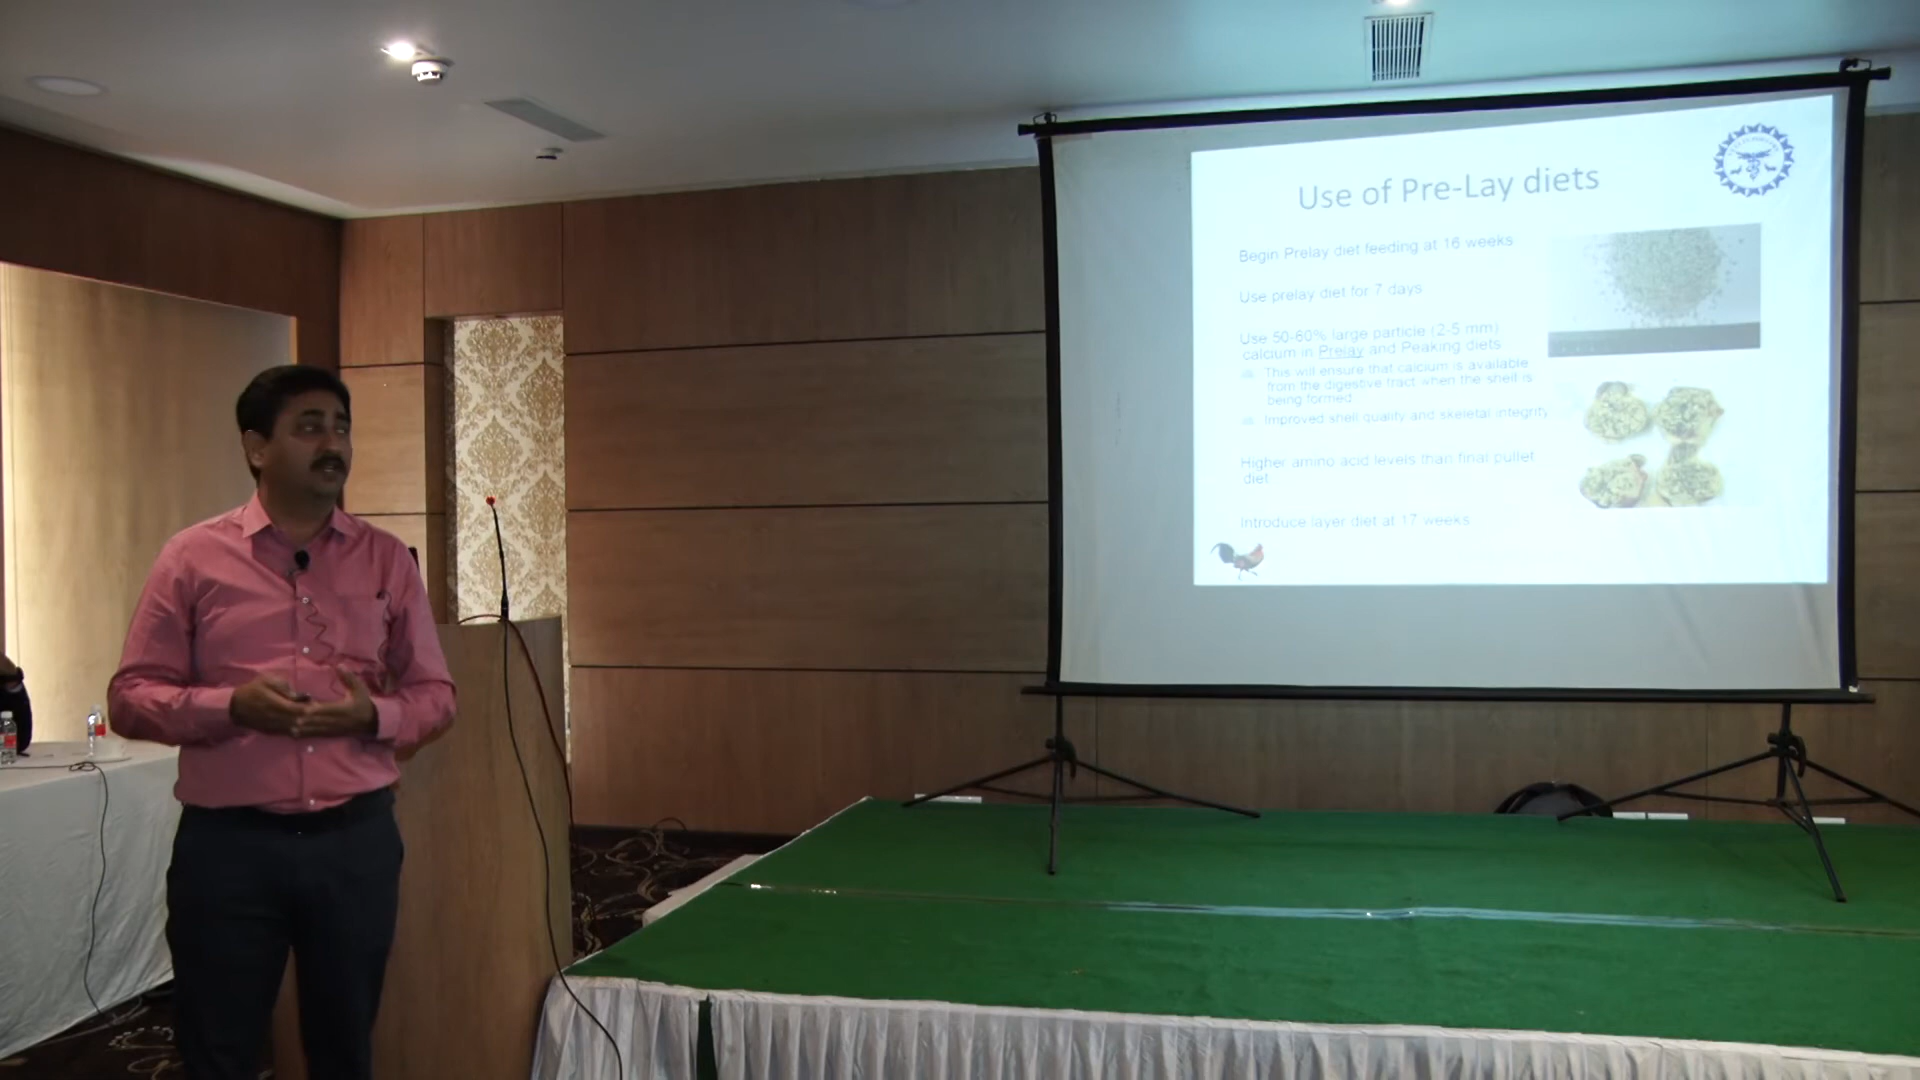 Use of Pre-Lay diets
Begin Prelay diet feeding at 16 weeks
Use prelay diet for 7 days
Use 50-60% large particle (2-5 mm)
calcium in Prelay and Peaking diets
This will ensure that calcium is available
from the digestive tract when the shell is
being formed
Improved shell quality and skeletal integrity
Higher amino acid levels than final pullet
diet
Introduce layer diet at 17 weeks